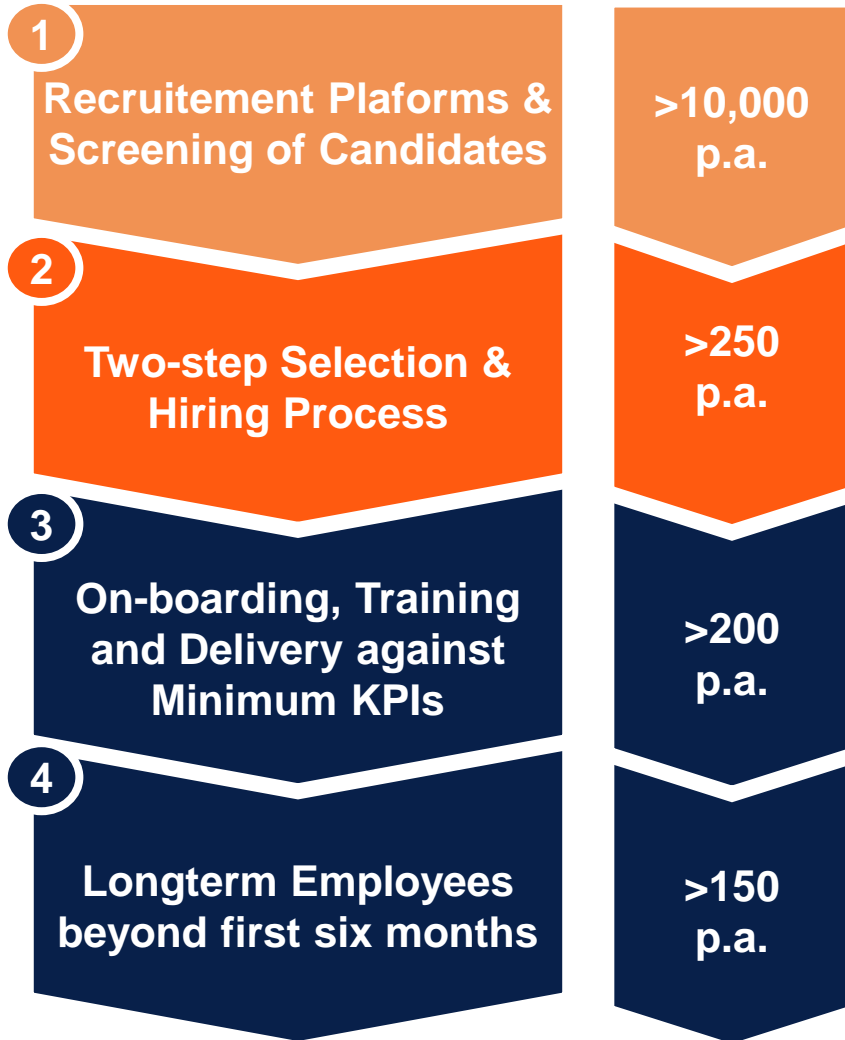 1
Recruitement Plaforms &
Screening of Candidates
>10,000
p.a.
2
Two-step Selection &
Hiring Process
>250
p.a.
3
On-boarding, Training
and Delivery against
Minimum KPIs
>200
p.a.
4
Longterm Employees
beyond first six months
>150
p.a.